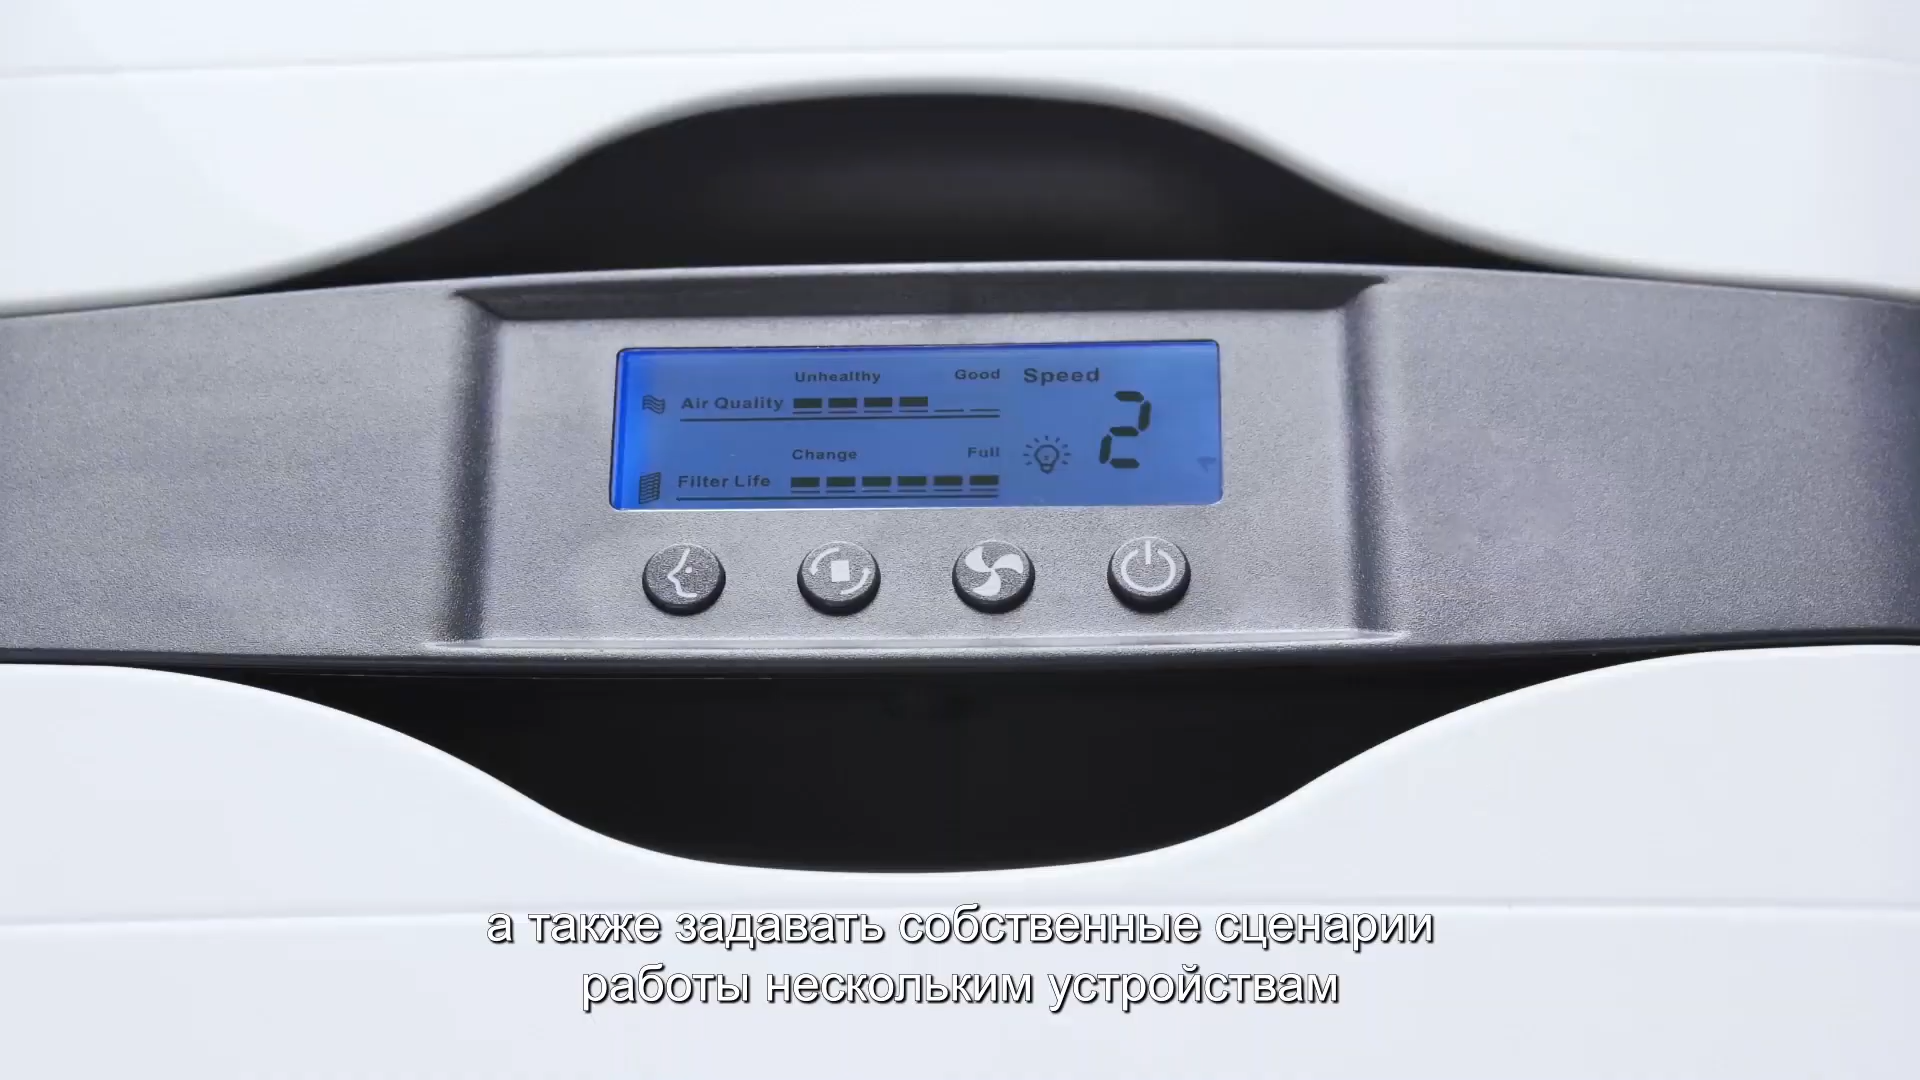 Unhealthy Good Speed
Air Quality 2
Change Full
Filter Life
а также задавать собственные сценарии
работы нескольким устройствам